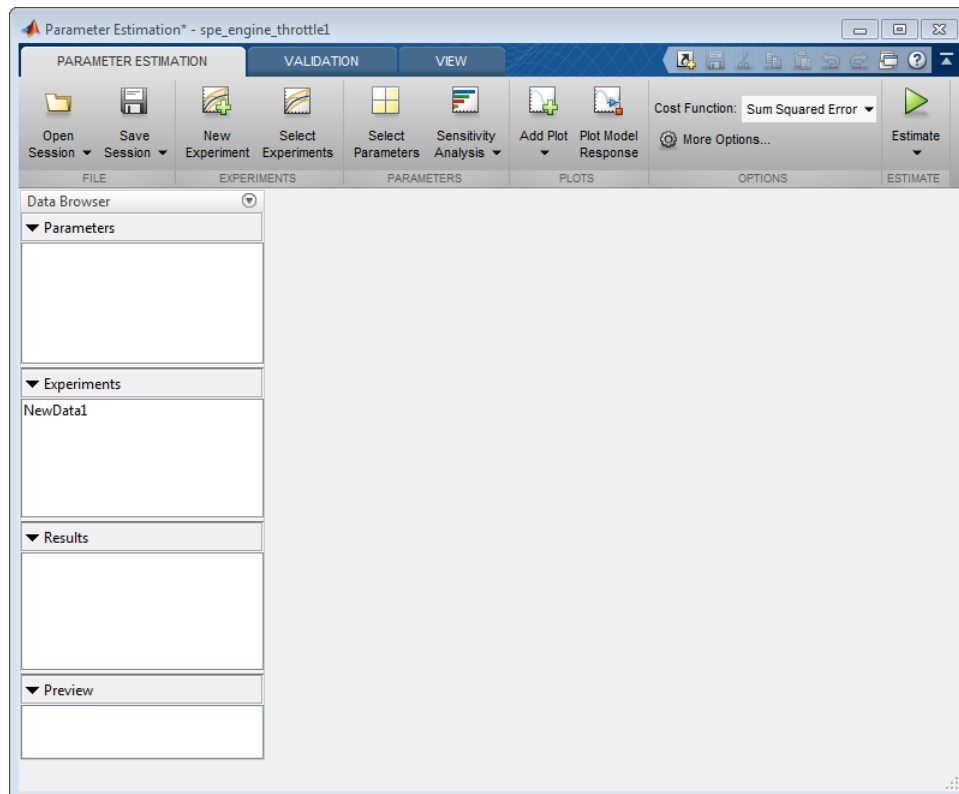 Parameter Estimation* - spe_engine_throttle1
PARAMETER ESTIMATION VALIDATION VIEW
Open Session Save Session New Experiment Select Experiments Select Parameters Sensitivity Analysis Add Plot Plot Model Response Cost Function: Sum Squared Error Estimate
More Options...
FILE EXPERIMENTS PARAMETERS PLOTS OPTIONS ESTIMATE
Data Browser
Parameters
Experiments
NewData1
Results
Preview